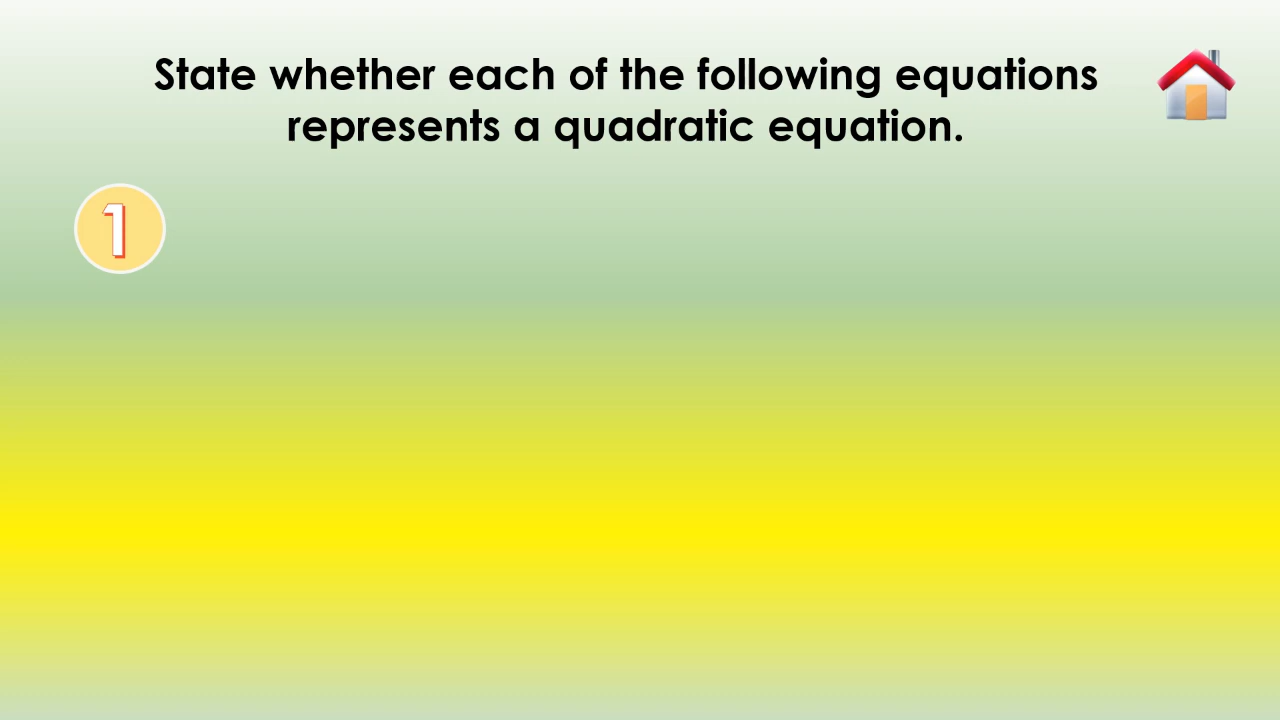 State whether each of the following equations
represents a quadratic equation.
1